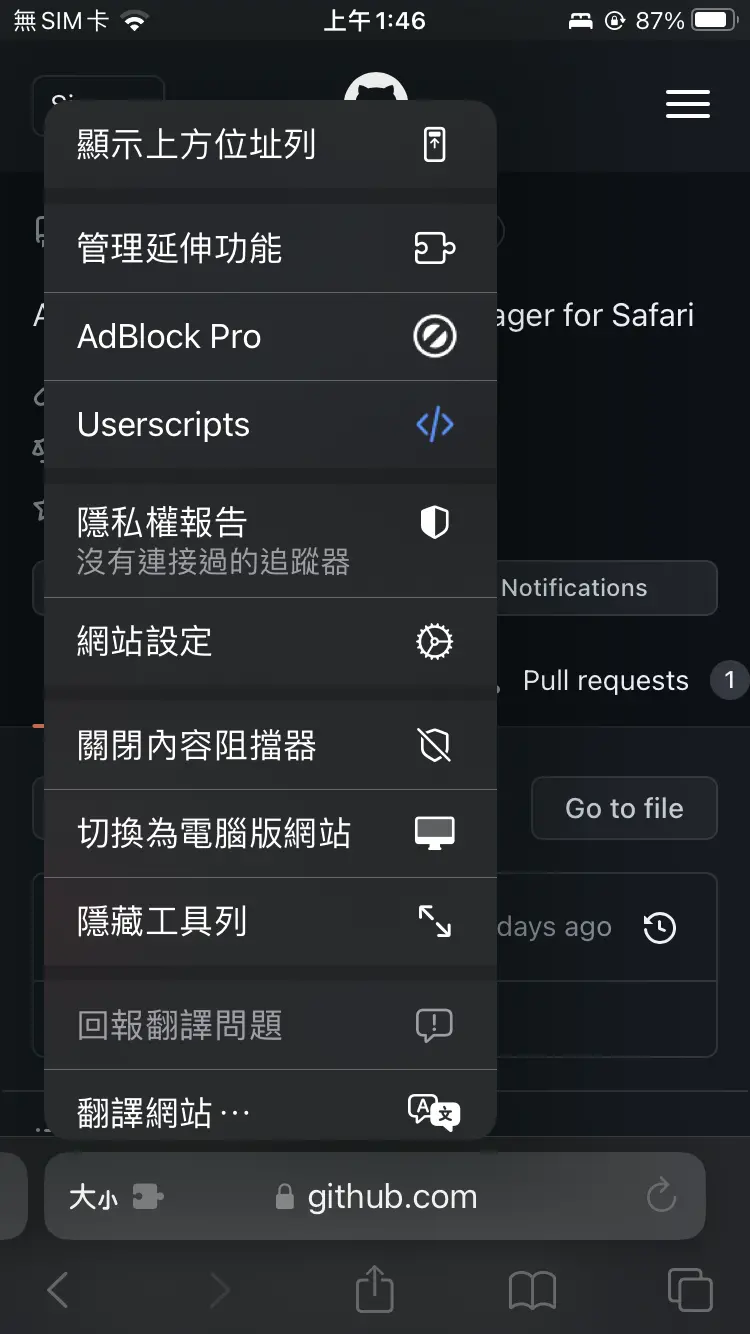 無 SIM 卡
上午1:46
87%
顯示上方位址列
管理延伸功能
AdBlock Pro
Userscripts
隱私權報告
沒有連接過的追蹤器
網站設定
關閉內容阻擋器
切換為電腦版網站
隱藏工具列
回報翻譯問題
翻譯網站⋯
ager for Safari
Notifications
Pull requests 1
Go to file
days ago
大小
github.com